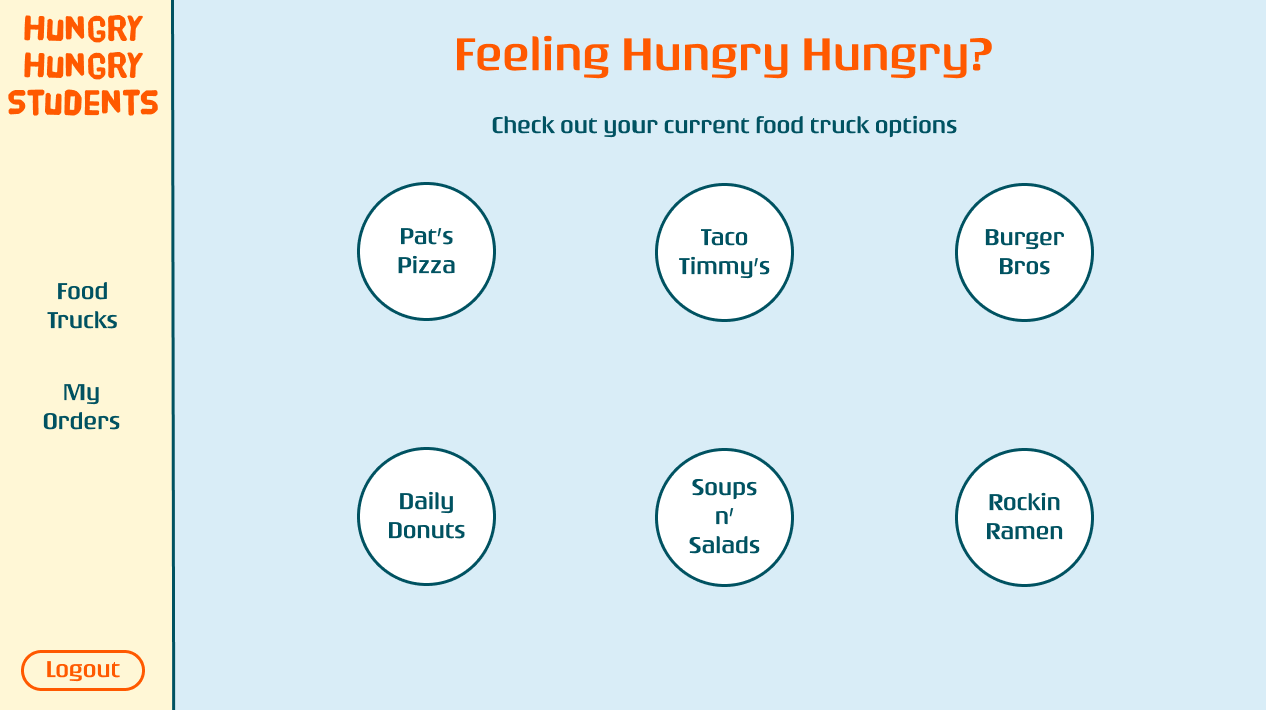 HUNGRY
HUNGRY
STUDENTS
Food
Trucks
My
Orders
Logout
Feeling Hungry Hungry?
Check out your current food truck options
Pat's
Pizza
Taco
Timmy's
Burger
Bros
Daily
Donuts
Soups
n'
Salads
Rockin
Ramen